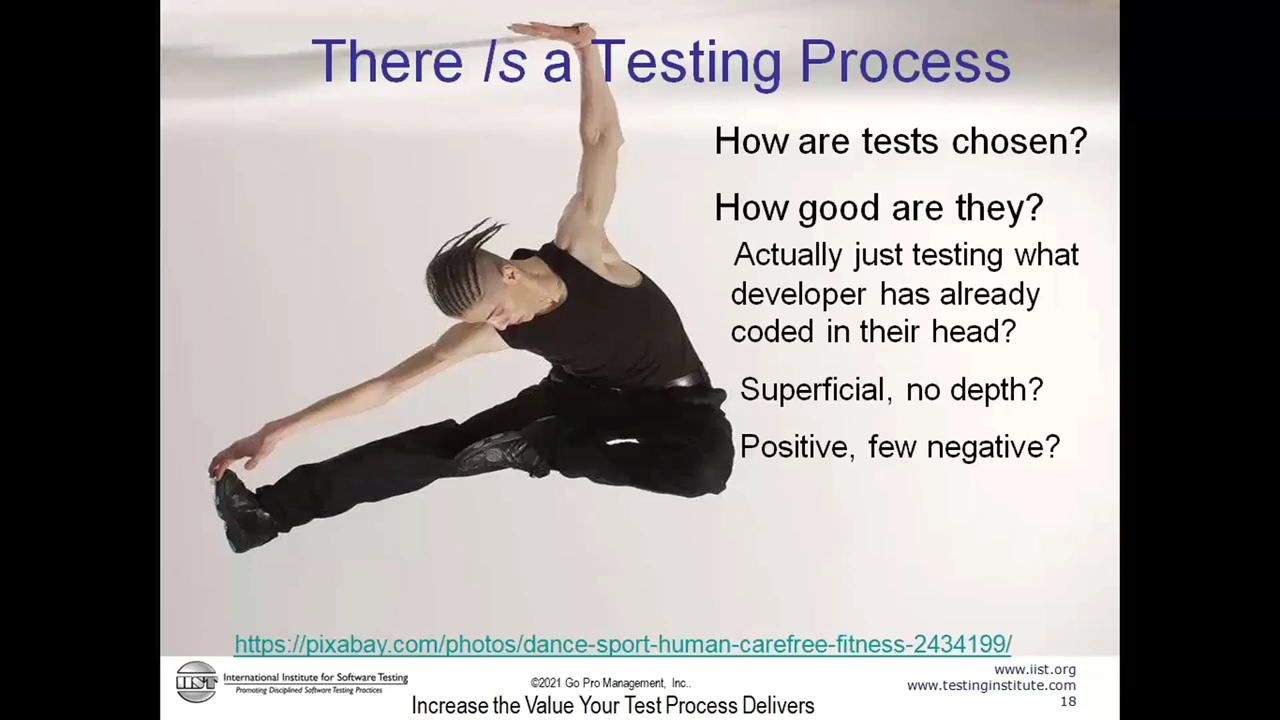 There Is a Testing Process
How are tests chosen?
How good are they?
Actually just testing what
developer has already
coded in their head?
Superficial, no depth?
Positive, few negative?
https://pixabay.com/photos/dance-sport-human-carefree-fitness-2434199/
IIST
International Institute for Software Testing
Promoting Disciplined Software Testing Practices
©2021 Go Pro Management, Inc..
Increase the Value Your Test Process Delivers
www.iist.org
www.testinginstitute.com
18